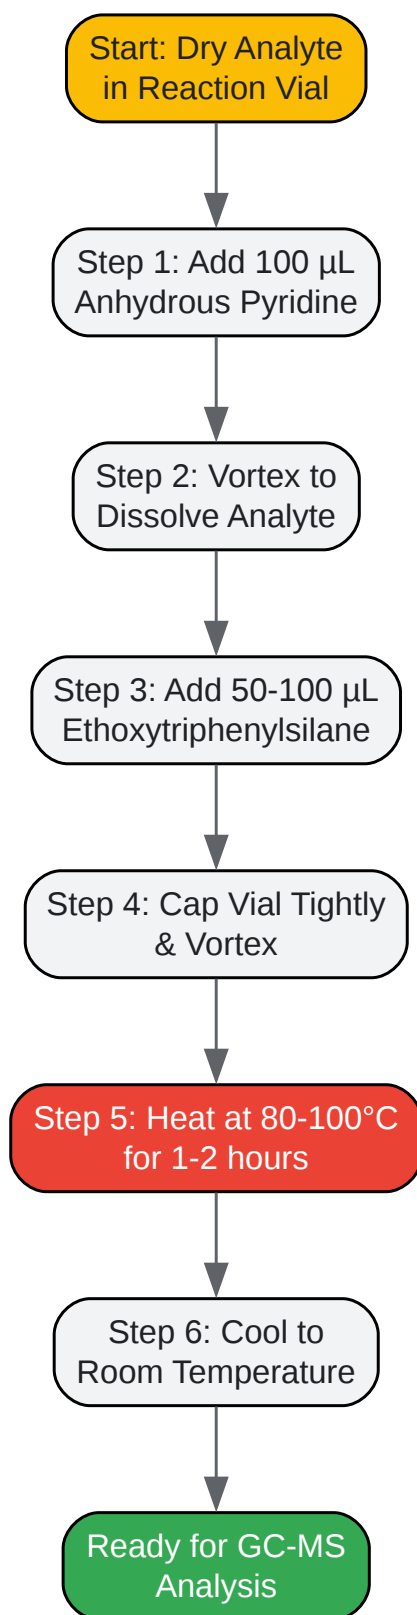 Start: Dry Analyte
in Reaction Vial
Step 1: Add 100 µL
Anhydrous Pyridine
Step 2: Vortex to
Dissolve Analyte
Step 3: Add 50-100 µL
Ethoxytriphenylsilane
Step 4: Cap Vial Tightly
& Vortex
Step 5: Heat at 80-100°C
for 1-2 hours
Step 6: Cool to
Room Temperature
Ready for GC-MS
Analysis